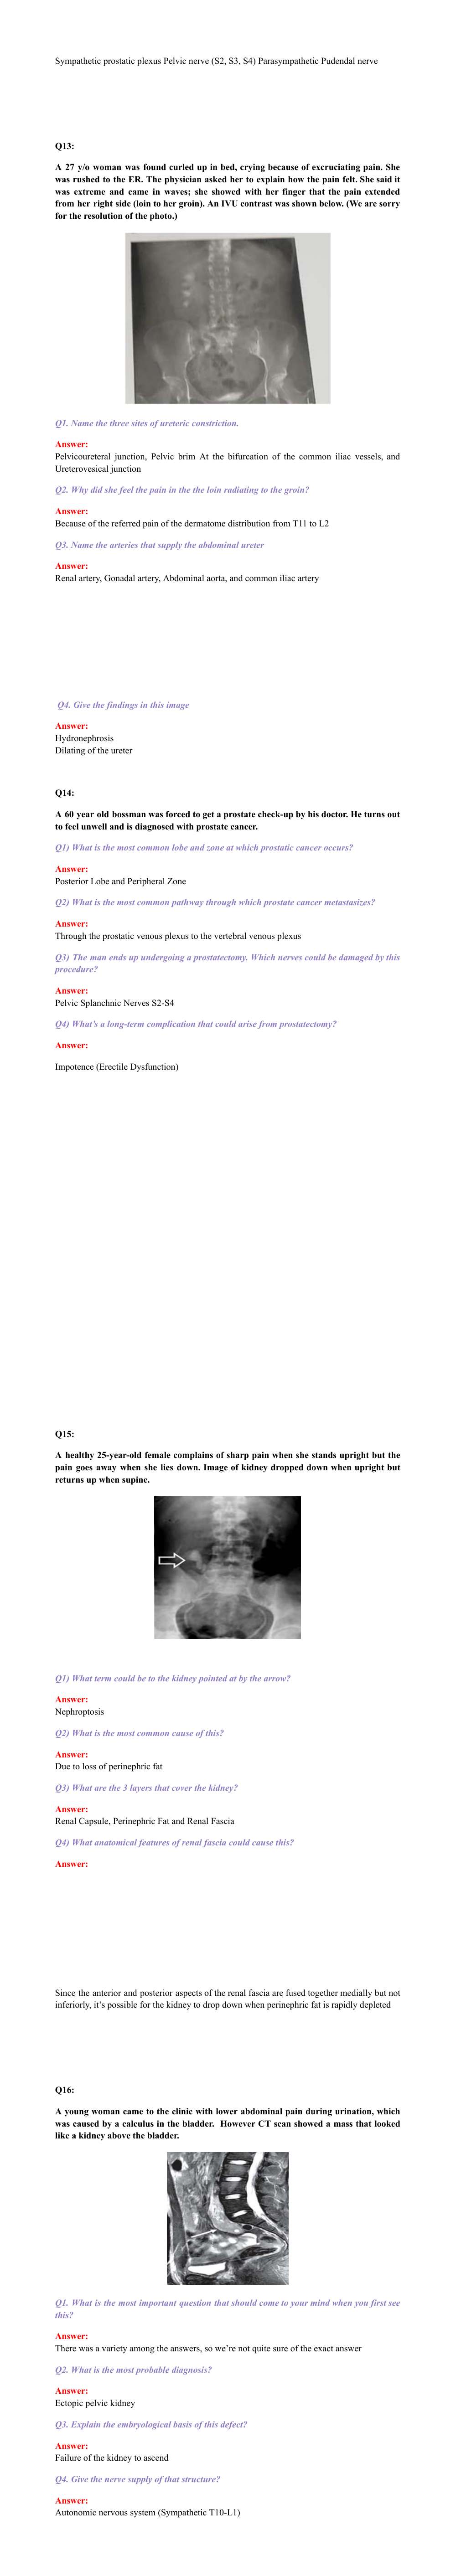 Sympathetic prostatic plexus Pelvic nerve (S2, S3, S4) Parasympathetic Pudendal nerve
Q13:
A 27 y/o woman was found curled up in bed, crying because of excruciating pain. She
was rushed to the ER. The physician asked her to explain how the pain felt. She said it
was extreme and came in waves; she showed with her finger that the pain extended
from her right side (loin to her groin). An IVU contrast was shown below. (We are sorry
for the resolution of the photo.)
Q1. Name the three sites of ureteric constriction.
Answer:
Pelvicoureteral junction, Pelvic brim At the bifurcation of the common iliac vessels, and
Ureterovesical junction
Q2. Why did she feel the pain in the the loin radiating to the groin?
Answer:
Because of the referred pain of the dermatome distribution from T11 to L2
Q3. Name the arteries that supply the abdominal ureter
Answer:
Renal artery, Gonadal artery, Abdominal aorta, and common iliac artery
Q4. Give the findings in this image
Answer:
Hydronephrosis
Dilating of the ureter
Q14:
A 60 year old bossman was forced to get a prostate check-up by his doctor. He turns out
to feel unwell and is diagnosed with prostate cancer.
Q1) What is the most common lobe and zone at which prostatic cancer occurs?
Answer:
Posterior Lobe and Peripheral Zone
Q2) What is the most common pathway through which prostate cancer metastasizes?
Answer:
Through the prostatic venous plexus to the vertebral venous plexus
Q3) The man ends up undergoing a prostatectomy. Which nerves could be damaged by this
procedure?
Answer:
Pelvic Splanchnic Nerves S2-S4
Q4) What's a long-term complication that could arise from prostatectomy?
Answer:
Impotence (Erectile Dysfunction)
Q15:
A healthy 25-year-old female complains of sharp pain when she stands upright but the
pain goes away when she lies down. Image of kidney dropped down when upright but
returns up when supine.
Q1) What term could be to the kidney pointed at by the arrow?
Answer:
Nephroptosis
Q2) What is the most common cause of this?
Answer:
Due to loss of perinephric fat
Q3) What are the 3 layers that cover the kidney?
Answer:
Renal Capsule, Perinephric Fat and Renal Fascia
Q4) What anatomical features of renal fascia could cause this?
Answer:
Since the anterior and posterior aspects of the renal fascia are fused together medially but not
inferiorly, it's possible for the kidney to drop down when perinephric fat is rapidly depleted
Q16:
A young woman came to the clinic with lower abdominal pain during urination, which
was caused by a calculus in the bladder. However CT scan showed a mass that looked
like a kidney above the bladder.
Q1. What is the most important question that should come to your mind when you first see
this?
Answer:
There was a variety among the answers, so we're not quite sure of the exact answer
Q2. What is the most probable diagnosis?
Answer:
Ectopic pelvic kidney
Q3. Explain the embryological basis of this defect?
Answer:
Failure of the kidney to ascend
Q4. Give the nerve supply of that structure?
Answer:
Autonomic nervous system (Sympathetic T10-L1)